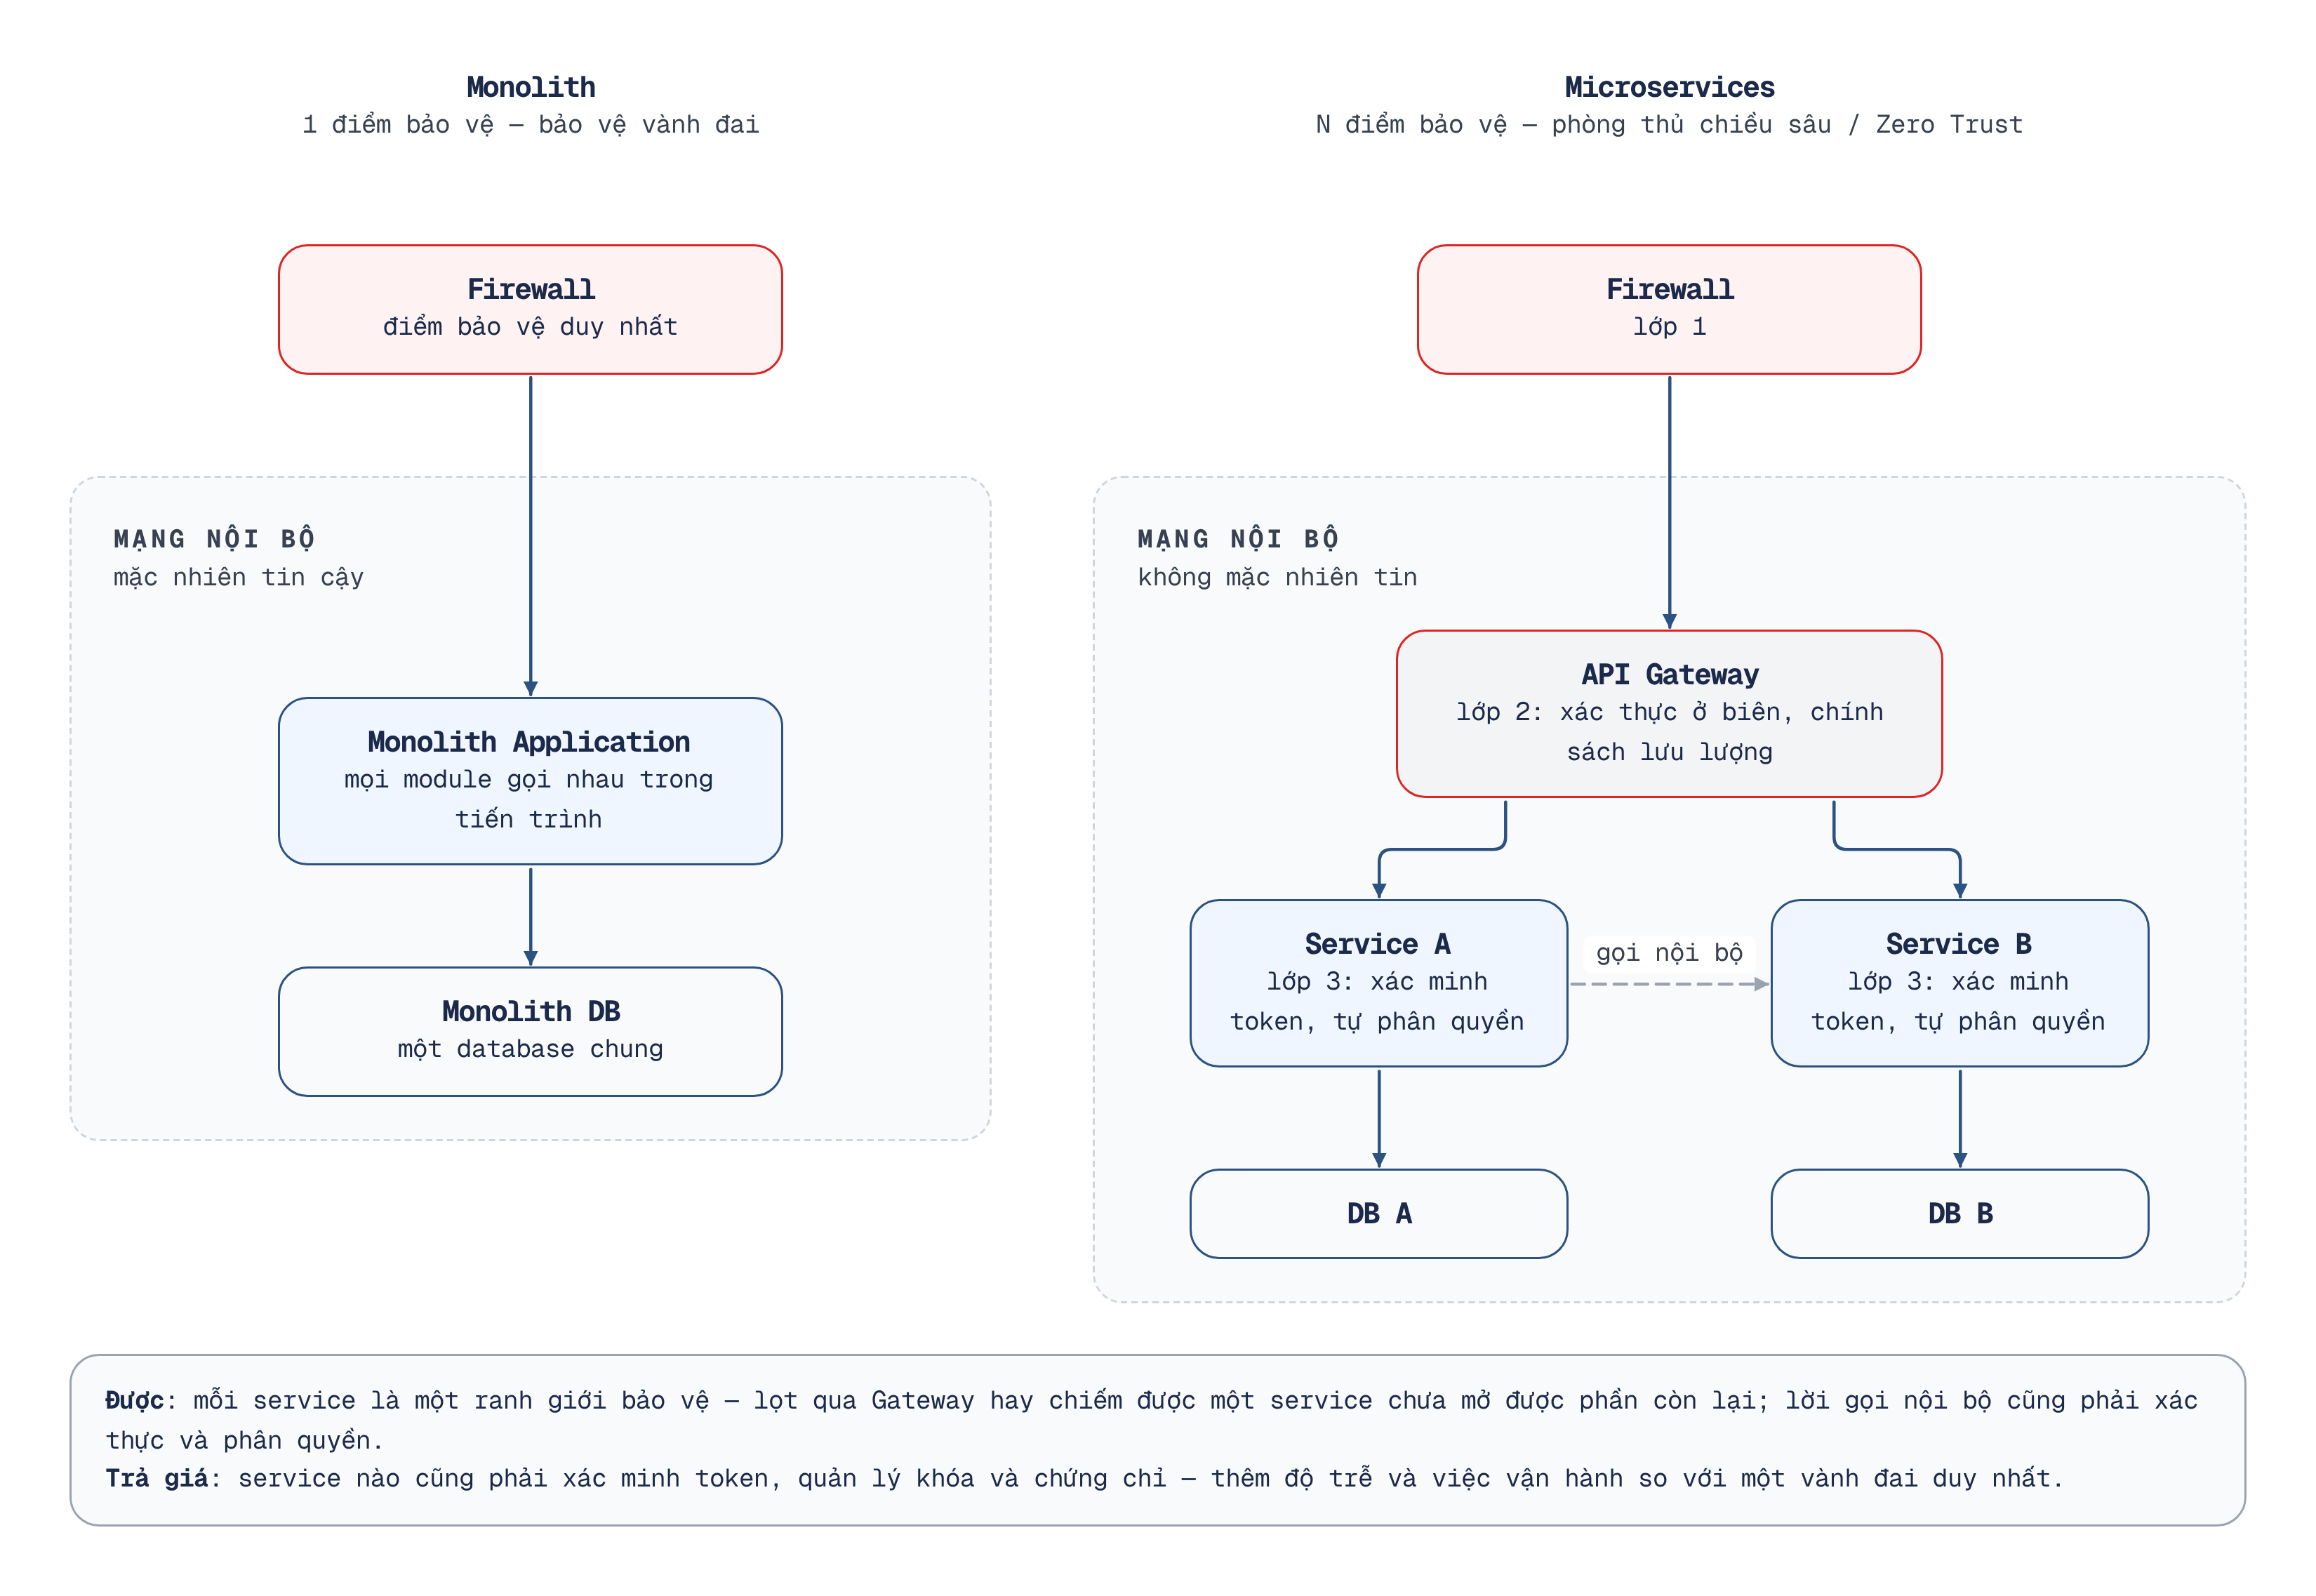 Monolith
1 điểm bảo vệ — bảo vệ vành đai
Firewall
điểm bảo vệ duy nhất
MẠNG NỘI BỘ
mặc nhiên tin cậy
Monolith Application
mọi module gọi nhau trong
tiến trình
Monolith DB
một database chung
Microservices
N điểm bảo vệ — phòng thủ chiều sâu / Zero Trust
Firewall
lớp 1
MẠNG NỘI BỘ
không mặc nhiên tin
API Gateway
lớp 2: xác thực ở biên, chính
sách lưu lượng
Service A
lớp 3: xác minh
token, tự phân quyền
gọi nội bộ
Service B
lớp 3: xác minh
token, tự phân quyền
DB A
DB B
Được: mỗi service là một ranh giới bảo vệ — lọt qua Gateway hay chiếm được một service chưa mở được phần còn lại; lời gọi nội bộ cũng phải xác
thực và phân quyền.
Trả giá: service nào cũng phải xác minh token, quản lý khóa và chứng chỉ — thêm độ trễ và việc vận hành so với một vành đai duy nhất.